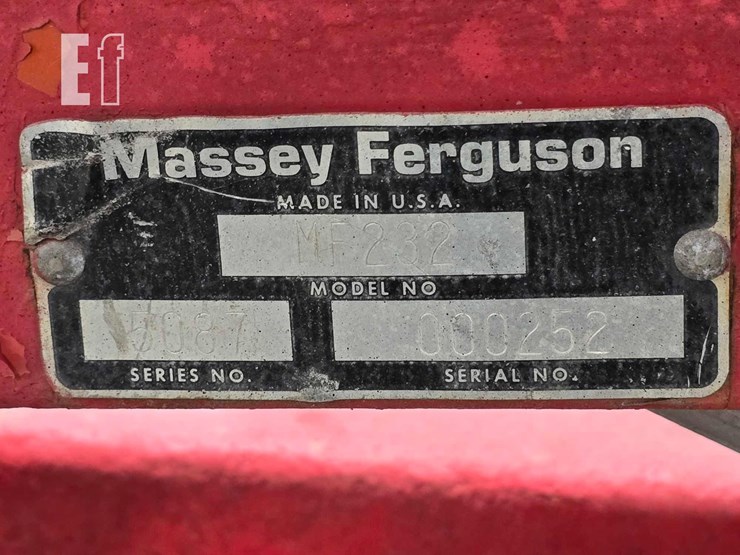 Ef
Massey Ferguson
MADE IN U.S.A.
MF232
MODEL NO
5087 000252
SERIES NO. SERIAL NO.